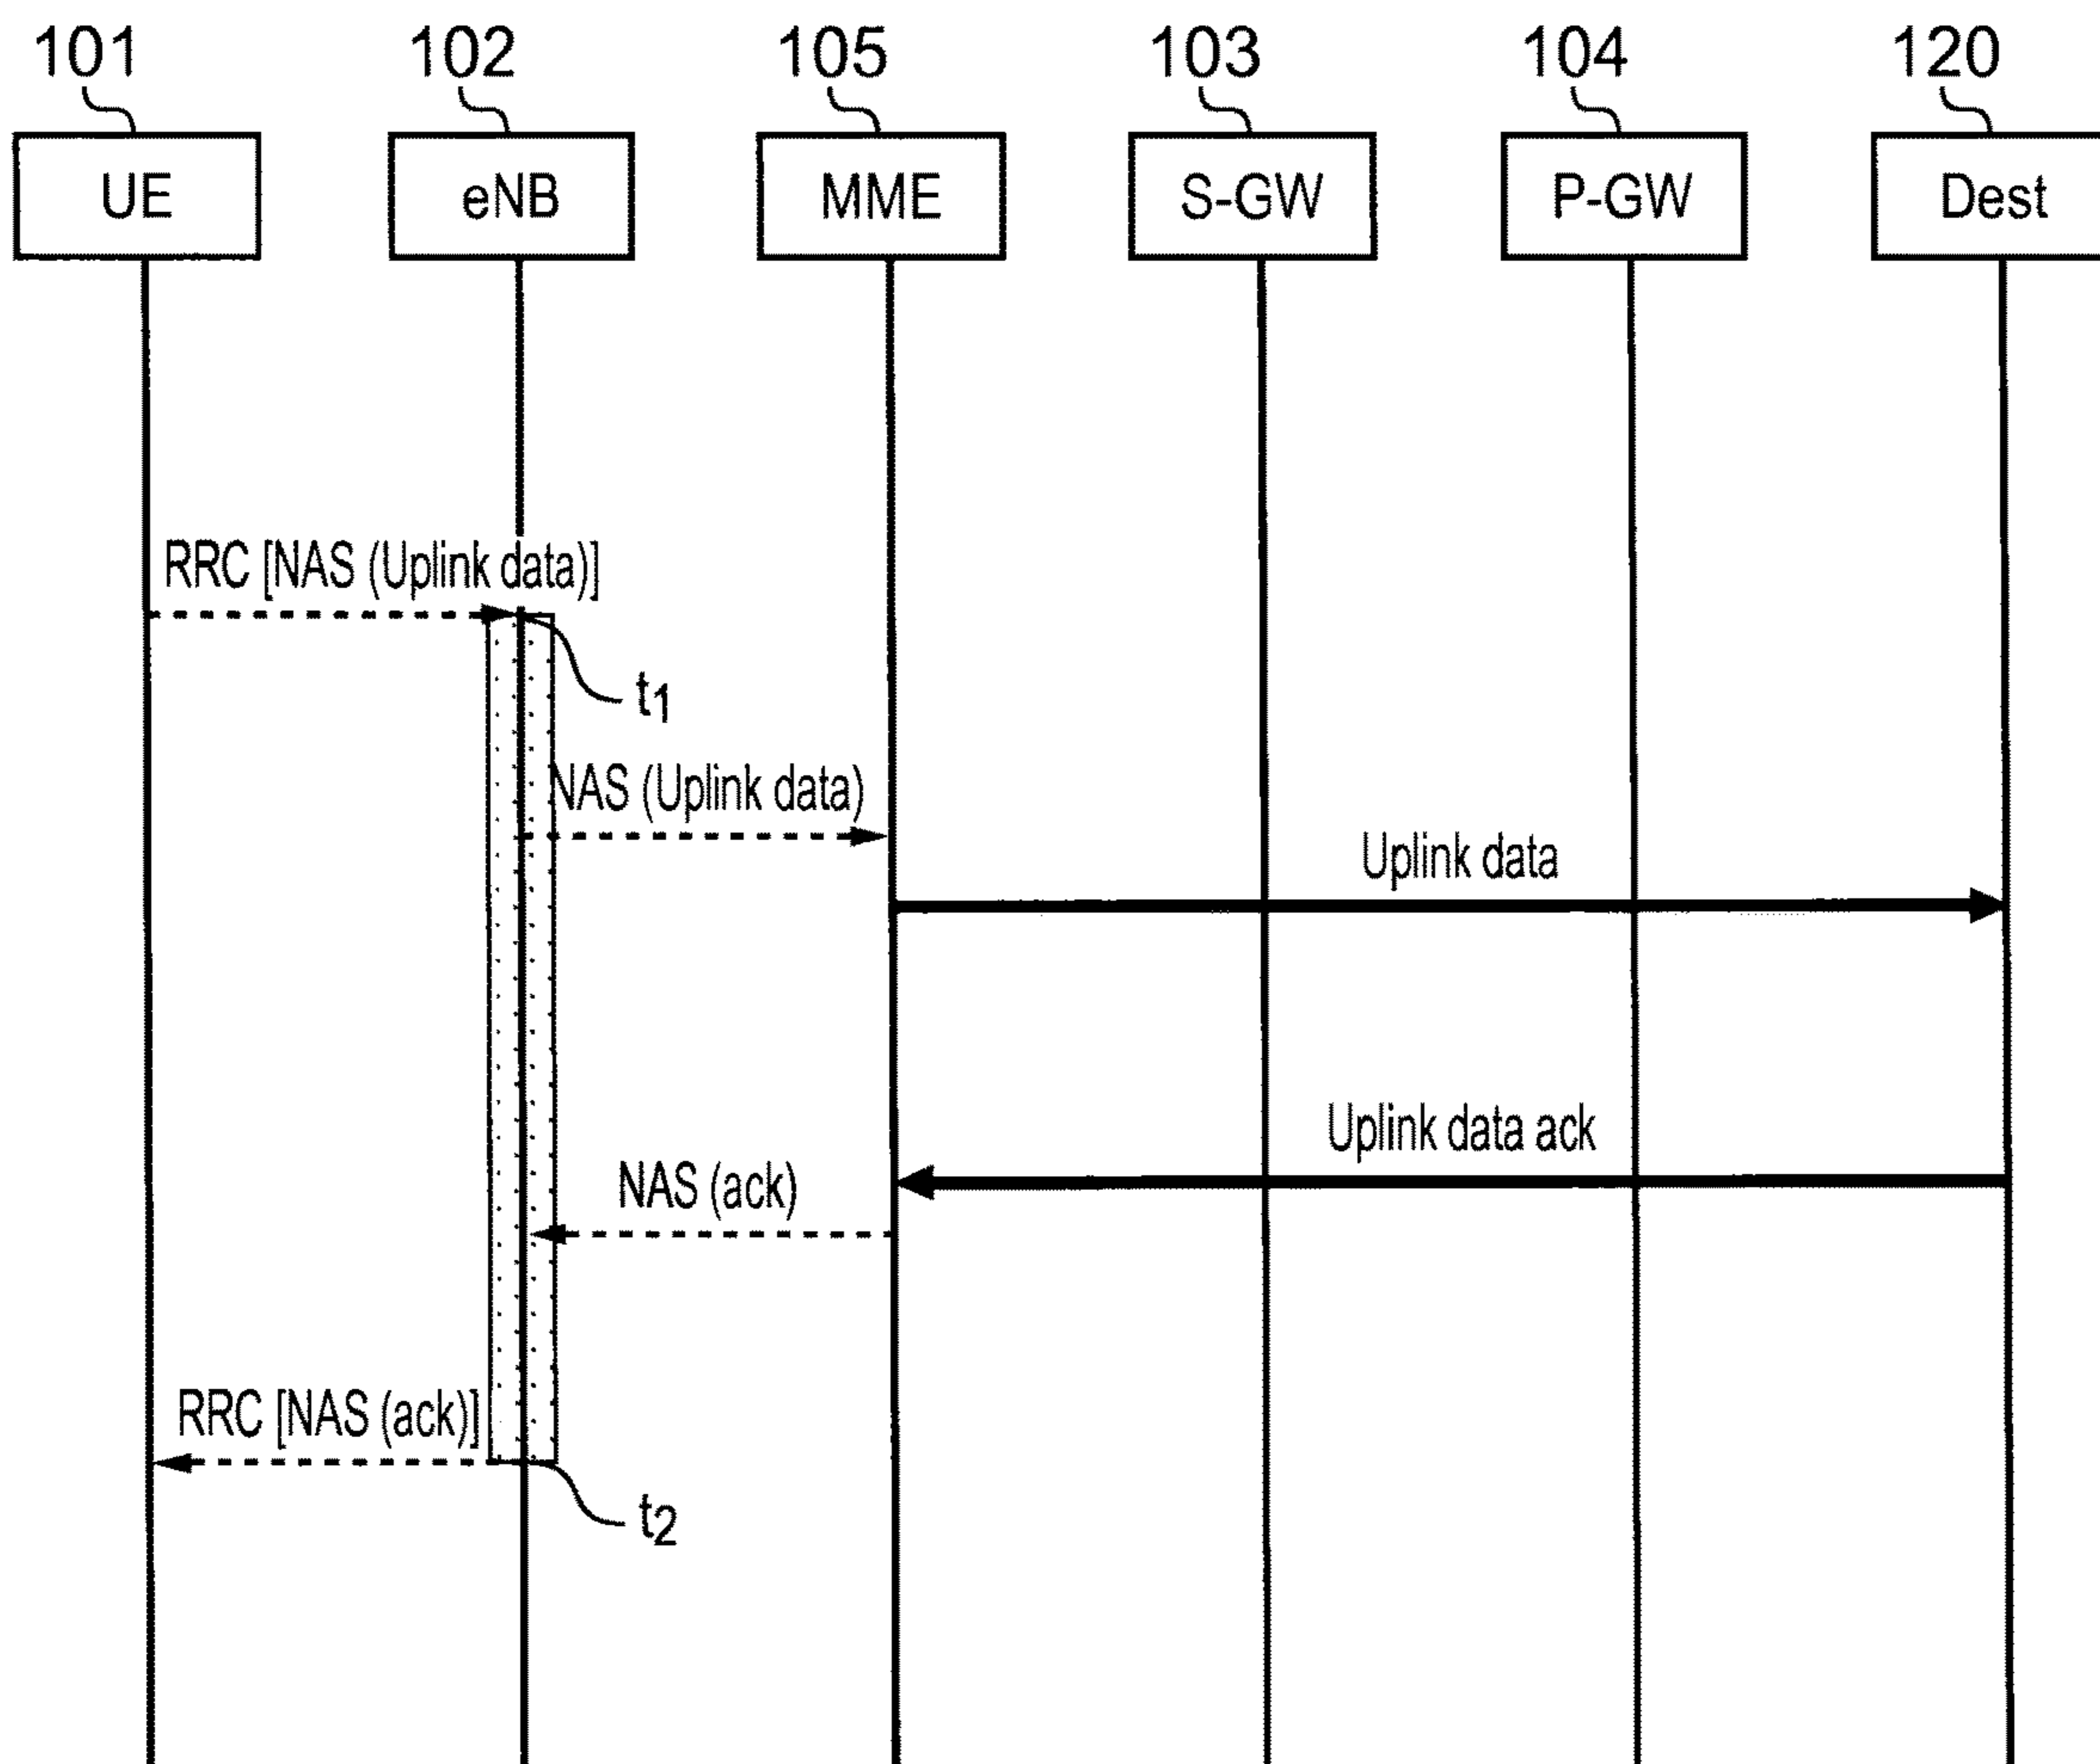 101 102 105 103 104 120
UE eNB MME S-GW P-GW Dest
RRC [NAS (Uplink data)]
t1
NAS (Uplink data)
Uplink data
Uplink data ack
NAS (ack)
RRC [NAS (ack)]
t2